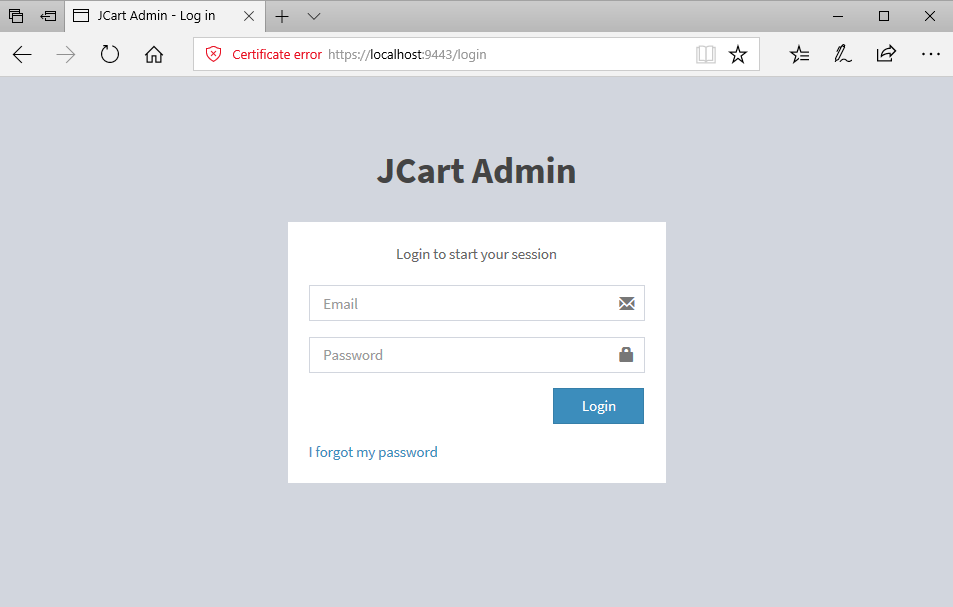 JCart Admin - Log in
Certificate error https://localhost:9443/login
JCart Admin
Login to start your session
Email
Password
Login
I forgot my password